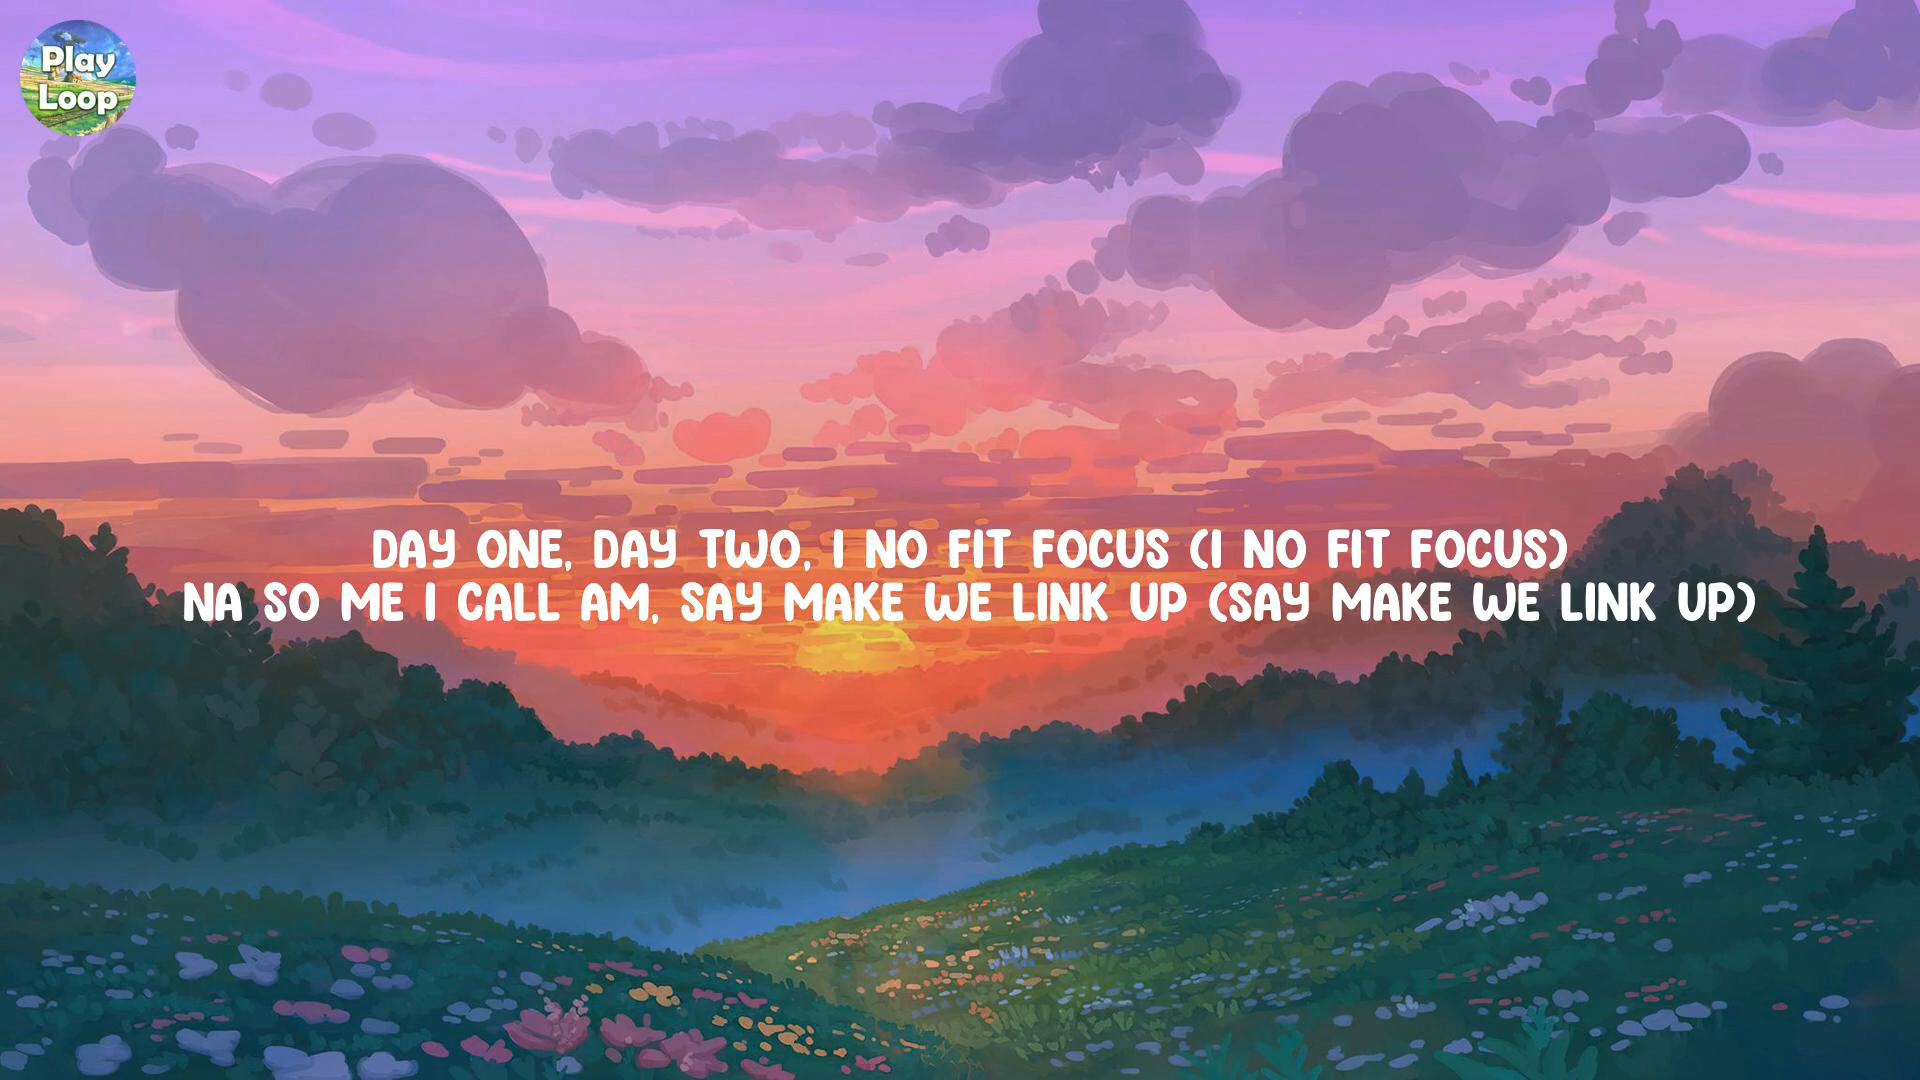 Play
Loop
DAY ONE, DAY TWO, I NO FIT FOCUS (I NO FIT FOCUS)
NA SO ME I CALL AM, SAY MAKE WE LINK UP (SAY MAKE WE LINK UP)